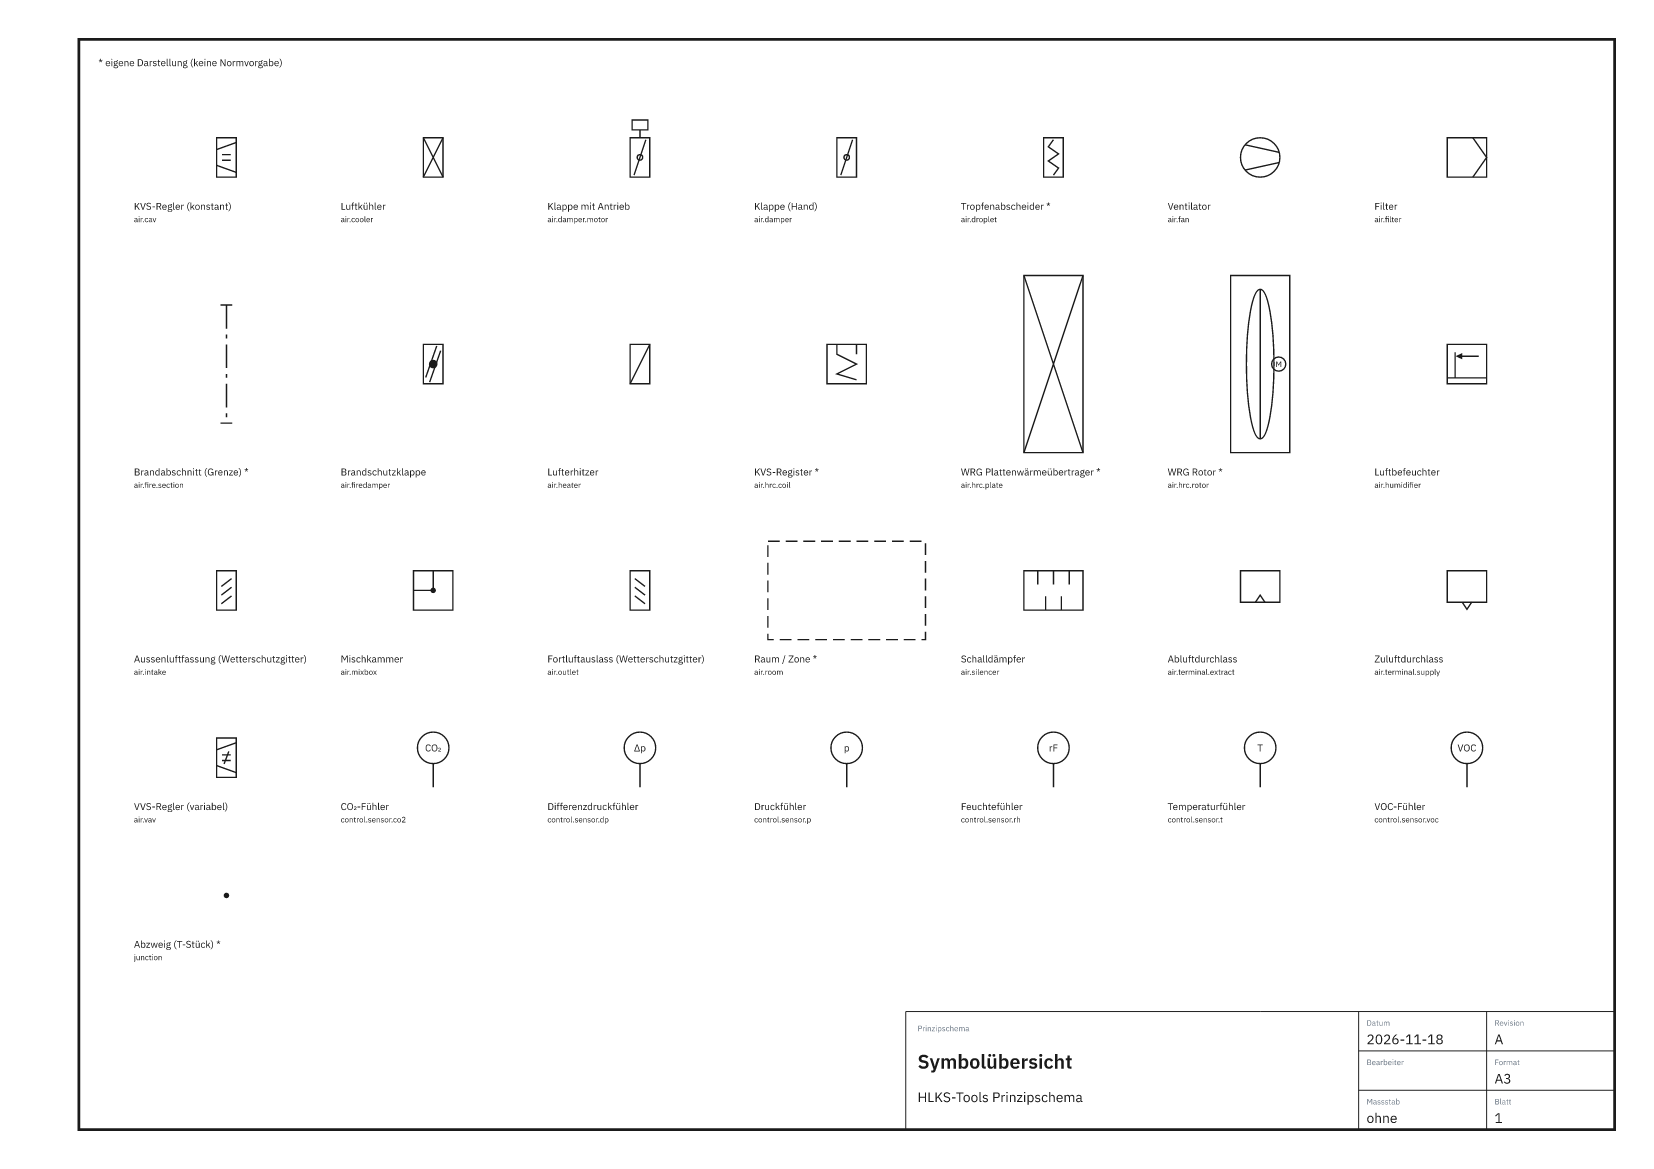 * eigene Darstellung (keine Normvorgabe)
KVS-Regler (konstant)
air.cav
Luftkühler
air.cooler
Klappe mit Antrieb
air.damper.motor
Klappe (Hand)
air.damper
Tropfenabscheider *
air.droplet
Ventilator
air.fan
Filter
air.filter
M
Brandabschnitt (Grenze) *
air.fire.section
Brandschutzklappe
air.firedamper
Lufterhitzer
air.heater
KVS-Register *
air.hrc.coil
WRG Plattenwärmeübertrager *
air.hrc.plate
WRG Rotor *
air.hrc.rotor
Luftbefeuchter
air.humidifier
Aussenluftfassung (Wetterschutzgitter)
air.intake
Mischkammer
air.mixbox
Fortluftauslass (Wetterschutzgitter)
air.outlet
Raum / Zone *
air.room
Schalldämpfer
air.silencer
Abluftdurchlass
air.terminal.extract
Zuluftdurchlass
air.terminal.supply
VVS-Regler (variabel)
air.vav
CO₂
CO₂-Fühler
control.sensor.co2
Δp
Differenzdruckfühler
control.sensor.dp
p
Druckfühler
control.sensor.p
rF
Feuchtefühler
control.sensor.rh
T
Temperaturfühler
control.sensor.t
VOC
VOC-Fühler
control.sensor.voc
Abzweig (T-Stück) *
junction
Prinzipschema
Symbolübersicht
HLKS-Tools Prinzipschema
Datum
2026-11-18
Revision
A
Bearbeiter
Format
A3
Massstab
ohne
Blatt
1